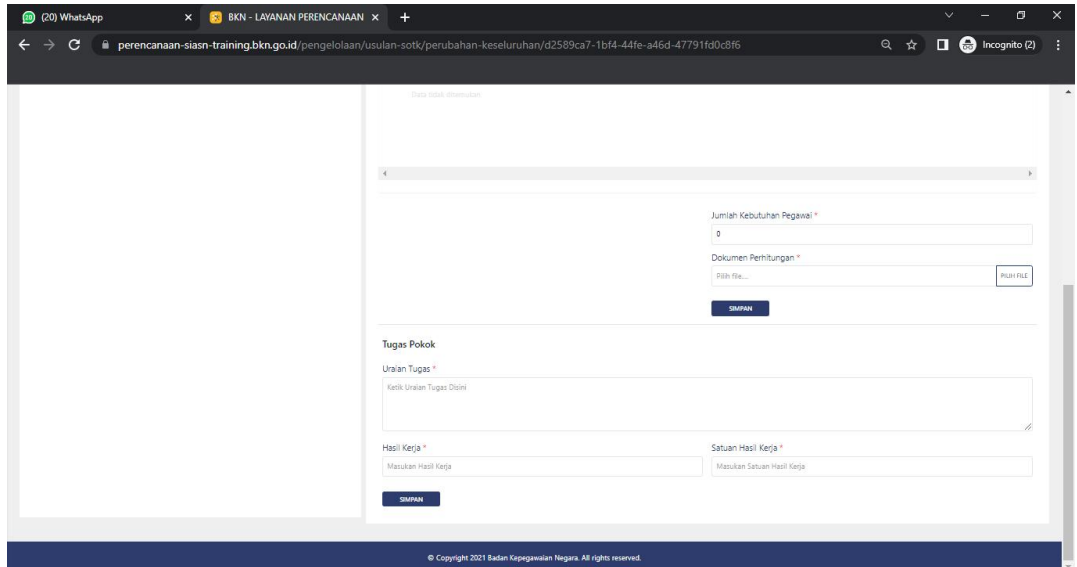 (20) WhatsApp
BKN - LAYANAN PERENCANAAN
perencanaan-siasn-training.bkn.go.id/pengelolaan/usulan-sotk/perubahan-keseluruhan/d2589ca7-1bf4-44fe-a46d-47791fd0c8f6
Incognito (2)
Data tidak ditemukan
Jumlah Kebutuhan Pegawai *
0
Dokumen Perhitungan *
Pilih file...
PILIH FILE
SIMPAN
Tugas Pokok
Uraian Tugas *
Ketik Uraian Tugas Disini
Hasil Kerja *
Satuan Hasil Kerja *
Masukan Hasil Kerja
Masukan Satuan Hasil Kerja
SIMPAN
© Copyright 2021 Badan Kepegawaian Negara. All rights reserved.